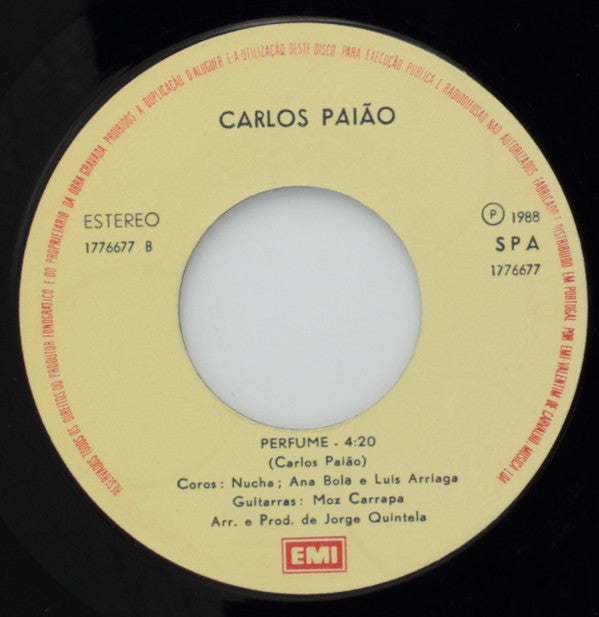 RESERVADOS TODOS OS DIREITOS DO PRODUTOR FONOGRÁFICO E DO PROPRIETÁRIO DA OBRA GRAVADA. PROIBIDOS A DUPLICAÇÃO O ALUGUER E A UTILIZAÇÃO DESTE DISCO PARA EXECUÇÃO PUBLICA E RADIODIFUSÃO NÃO AUTORIZADOS FABRICADO E DISTRIBUIDO EM PORTUGAL POR EMI-VALENTIM DE CARVALHO MUSICA LDA
CARLOS PAIÃO
ESTEREO
1776677 B
Ⓟ 1988
SPA
1776677
PERFUME - 4:20
(Carlos Paião)
Coros: Nucha; Ana Bola e Luis Arriaga
Guitarras: Moz Carrapa
Arr. e Prod. de Jorge Quintela
EMI